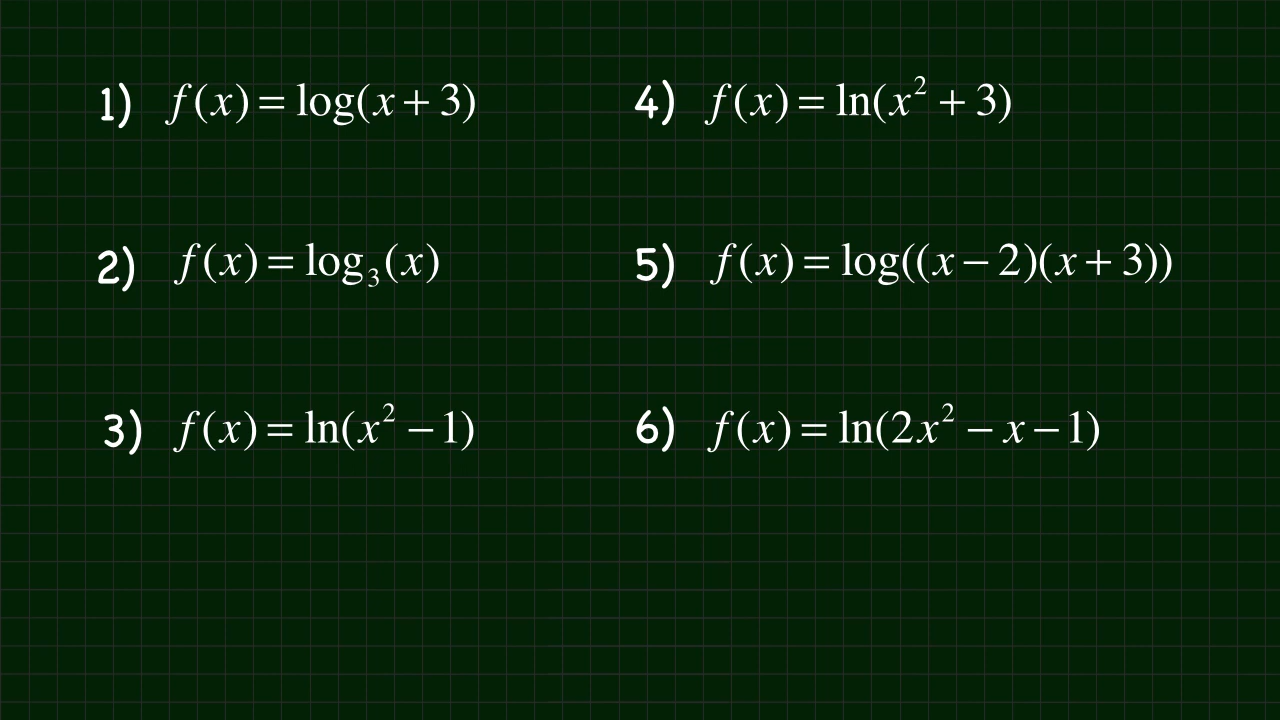 1) f(x) = log(x + 3)
2) f(x) = log₃(x)
3) f(x) = ln(x² − 1)
4) f(x) = ln(x² + 3)
5) f(x) = log((x − 2)(x + 3))
6) f(x) = ln(2x² − x − 1)